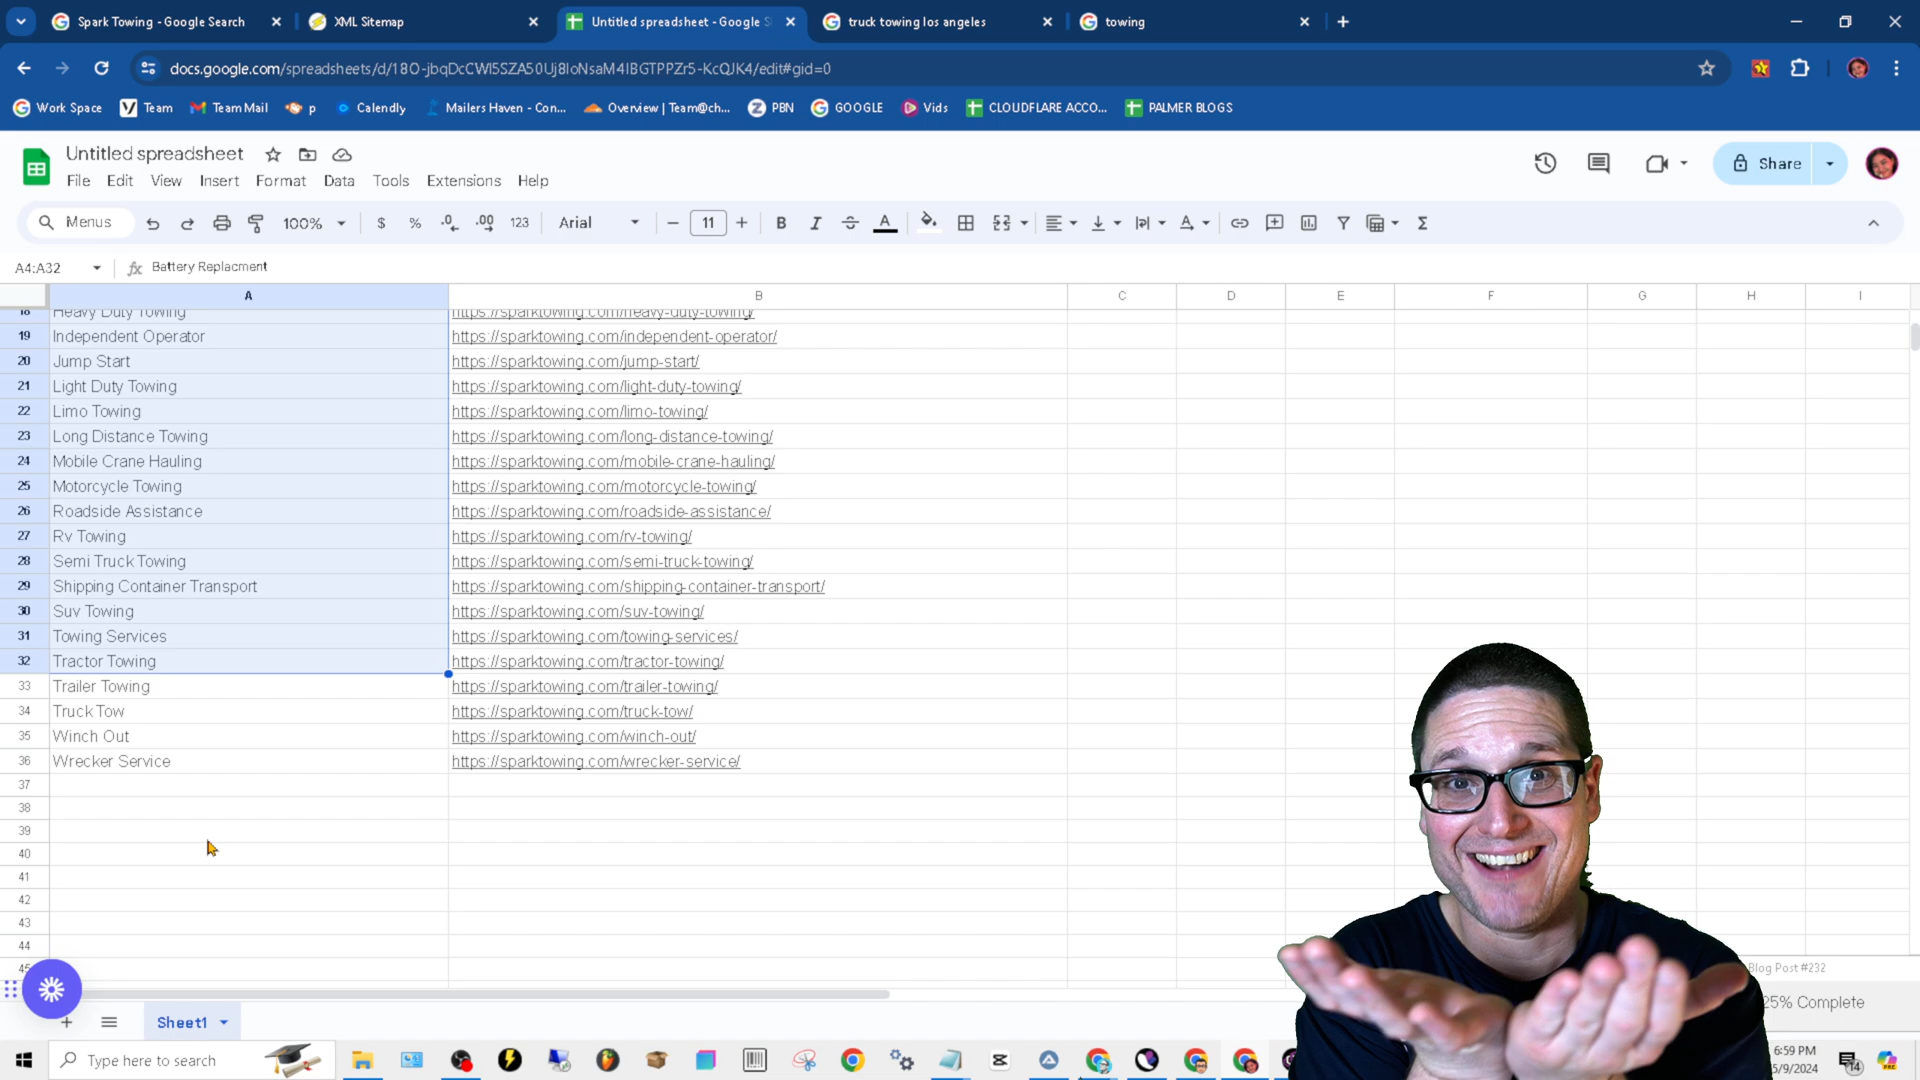 Spark Towing - Google Search
XML Sitemap
Untitled spreadsheet - Google S
truck towing los angeles
towing
docs.google.com/spreadsheets/d/18O-jbqDcCWl5SZA50Uj8IoNsaM4IBGTPPZr5-KcQJK4/edit#gid=0
Work Space
Team
Team Mail
p
Calendly
Mailers Haven - Con...
Overview | Team@ch...
PBN
GOOGLE
Vids
CLOUDFLARE ACCO...
PALMER BLOGS
Untitled spreadsheet
Share
File Edit View Insert Format Data Tools Extensions Help
Menus
100%
$ % .0 .00 123
Arial
11
A4:A32
fx Battery Replacment
A B C D E F G H I
18 Heavy Duty Towing https://sparktowing.com/heavy-duty-towing/
19 Independent Operator https://sparktowing.com/independent-operator/
20 Jump Start https://sparktowing.com/jump-start/
21 Light Duty Towing https://sparktowing.com/light-duty-towing/
22 Limo Towing https://sparktowing.com/limo-towing/
23 Long Distance Towing https://sparktowing.com/long-distance-towing/
24 Mobile Crane Hauling https://sparktowing.com/mobile-crane-hauling/
25 Motorcycle Towing https://sparktowing.com/motorcycle-towing/
26 Roadside Assistance https://sparktowing.com/roadside-assistance/
27 Rv Towing https://sparktowing.com/rv-towing/
28 Semi Truck Towing https://sparktowing.com/semi-truck-towing/
29 Shipping Container Transport https://sparktowing.com/shipping-container-transport/
30 Suv Towing https://sparktowing.com/suv-towing/
31 Towing Services https://sparktowing.com/towing-services/
32 Tractor Towing https://sparktowing.com/tractor-towing/
33 Trailer Towing https://sparktowing.com/trailer-towing/
34 Truck Tow https://sparktowing.com/truck-tow/
35 Winch Out https://sparktowing.com/winch-out/
36 Wrecker Service https://sparktowing.com/wrecker-service/
37
38
39
40
41
42
43
44
45
Blog Post #232
25% Complete
Sheet1
Type here to search
6:59 PM
5/9/2024
14